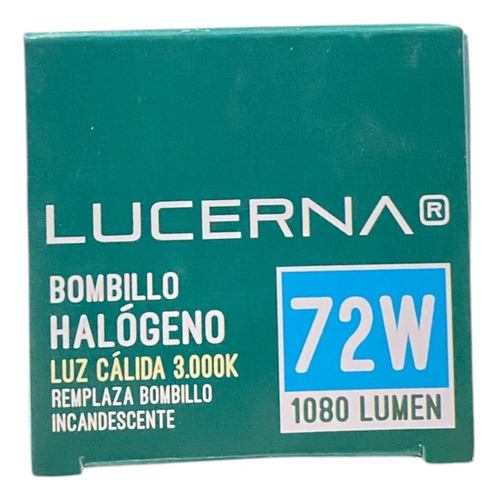 LUCERNA®
BOMBILLO
HALÓGENO
LUZ CÁLIDA 3.000K
REMPLAZA BOMBILLO
INCANDESCENTE
72W
1080 LUMEN